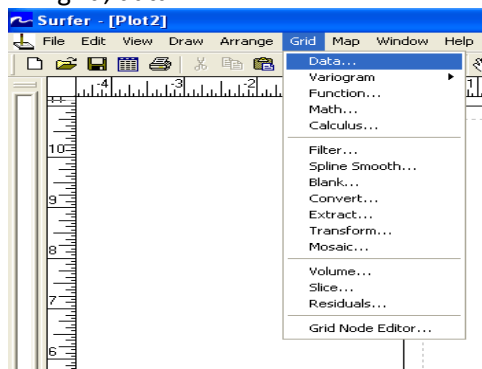 Surfer - [Plot2]
File Edit View Draw Arrange Grid Map Window Help
-4 -3 -2 1
Data...
Variogram
Function...
Math...
Calculus...
Filter...
Spline Smooth...
Blank...
Convert...
Extract...
Transform...
Mosaic...
Volume...
Slice...
Residuals...
Grid Node Editor...
10
9
8
7
6